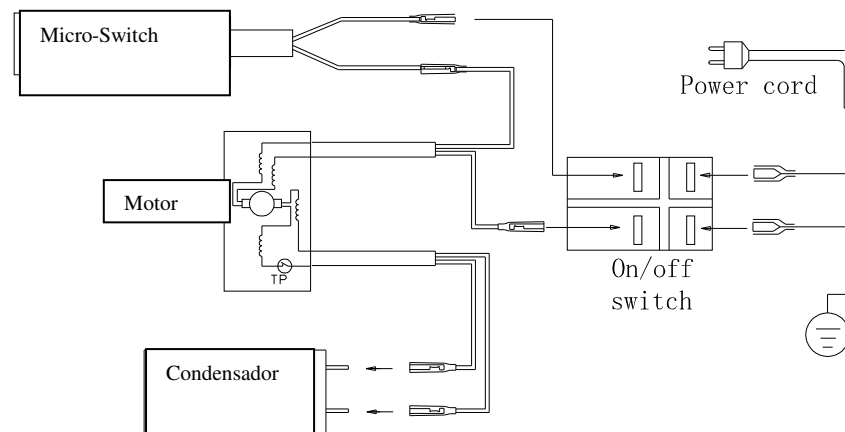 Micro-Switch
Power cord
Motor
TP
On/off
switch
Condensador